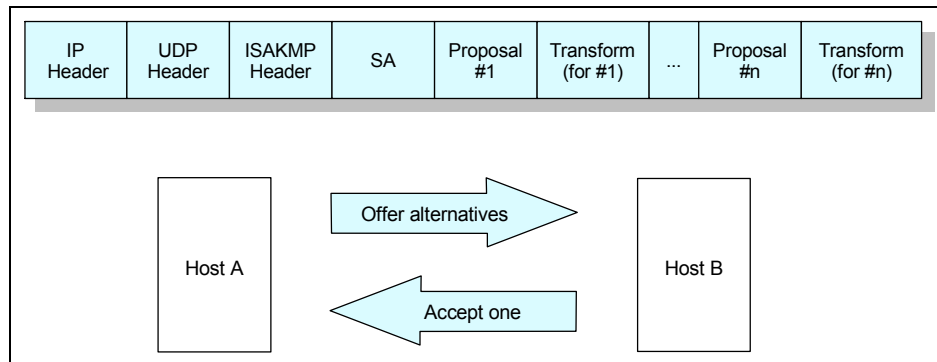 IP
Header
UDP
Header
ISAKMP
Header
SA
Proposal
#1
Transform
(for #1)
...
Proposal
#n
Transform
(for #n)
Offer alternatives
Host A
Host B
Accept one